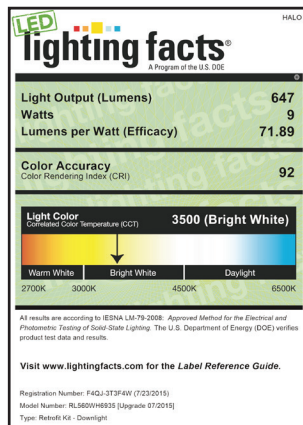 HALO
LED
lighting facts®
A Program of the U.S. DOE
Light Output (Lumens) 647
Watts 9
Lumens per Watt (Efficacy) 71.89
Color Accuracy
Color Rendering Index (CRI) 92
Light Color
Correlated Color Temperature (CCT) 3500 (Bright White)
Warm White Bright White Daylight
2700K 3000K 4500K 6500K
All results are according to IESNA LM-79-2008: Approved Method for the Electrical and
Photometric Testing of Solid-State Lighting. The U.S. Department of Energy (DOE) verifies
product test data and results.
Visit www.lightingfacts.com for the Label Reference Guide.
Registration Number: F4QJ-3T3F4W (7/23/2015)
Model Number: RL560WH6935 [Upgrade 07/2015]
Type: Retrofit Kit - Downlight